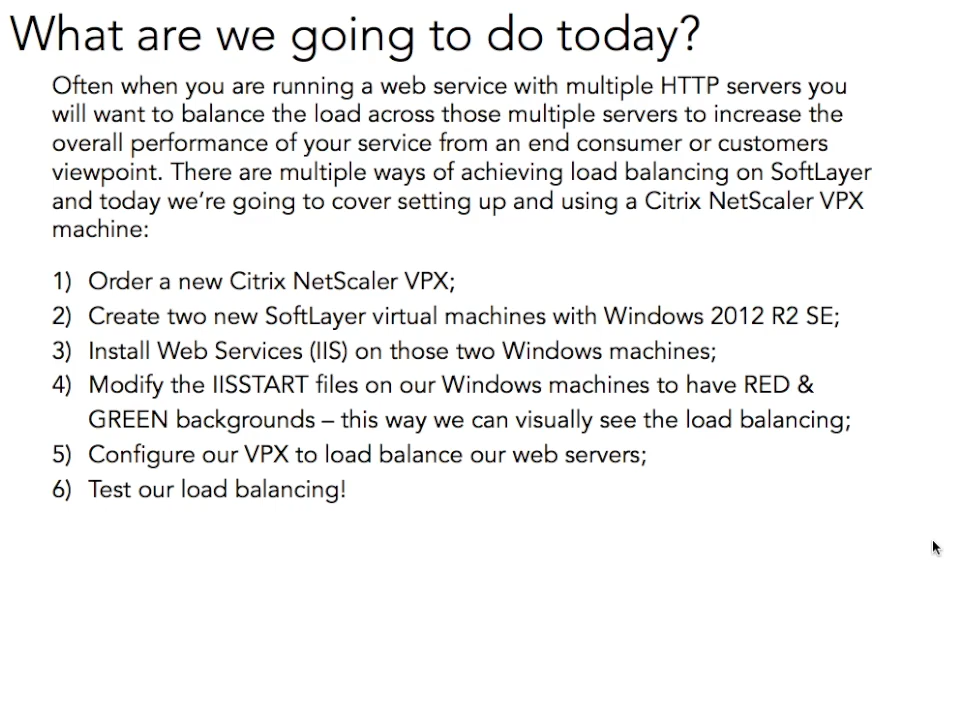 What are we going to do today?
Often when you are running a web service with multiple HTTP servers you
will want to balance the load across those multiple servers to increase the
overall performance of your service from an end consumer or customers
viewpoint. There are multiple ways of achieving load balancing on SoftLayer
and today we’re going to cover setting up and using a Citrix NetScaler VPX
machine:
1) Order a new Citrix NetScaler VPX;
2) Create two new SoftLayer virtual machines with Windows 2012 R2 SE;
3) Install Web Services (IIS) on those two Windows machines;
4) Modify the IISSTART files on our Windows machines to have RED &
GREEN backgrounds – this way we can visually see the load balancing;
5) Configure our VPX to load balance our web servers;
6) Test our load balancing!